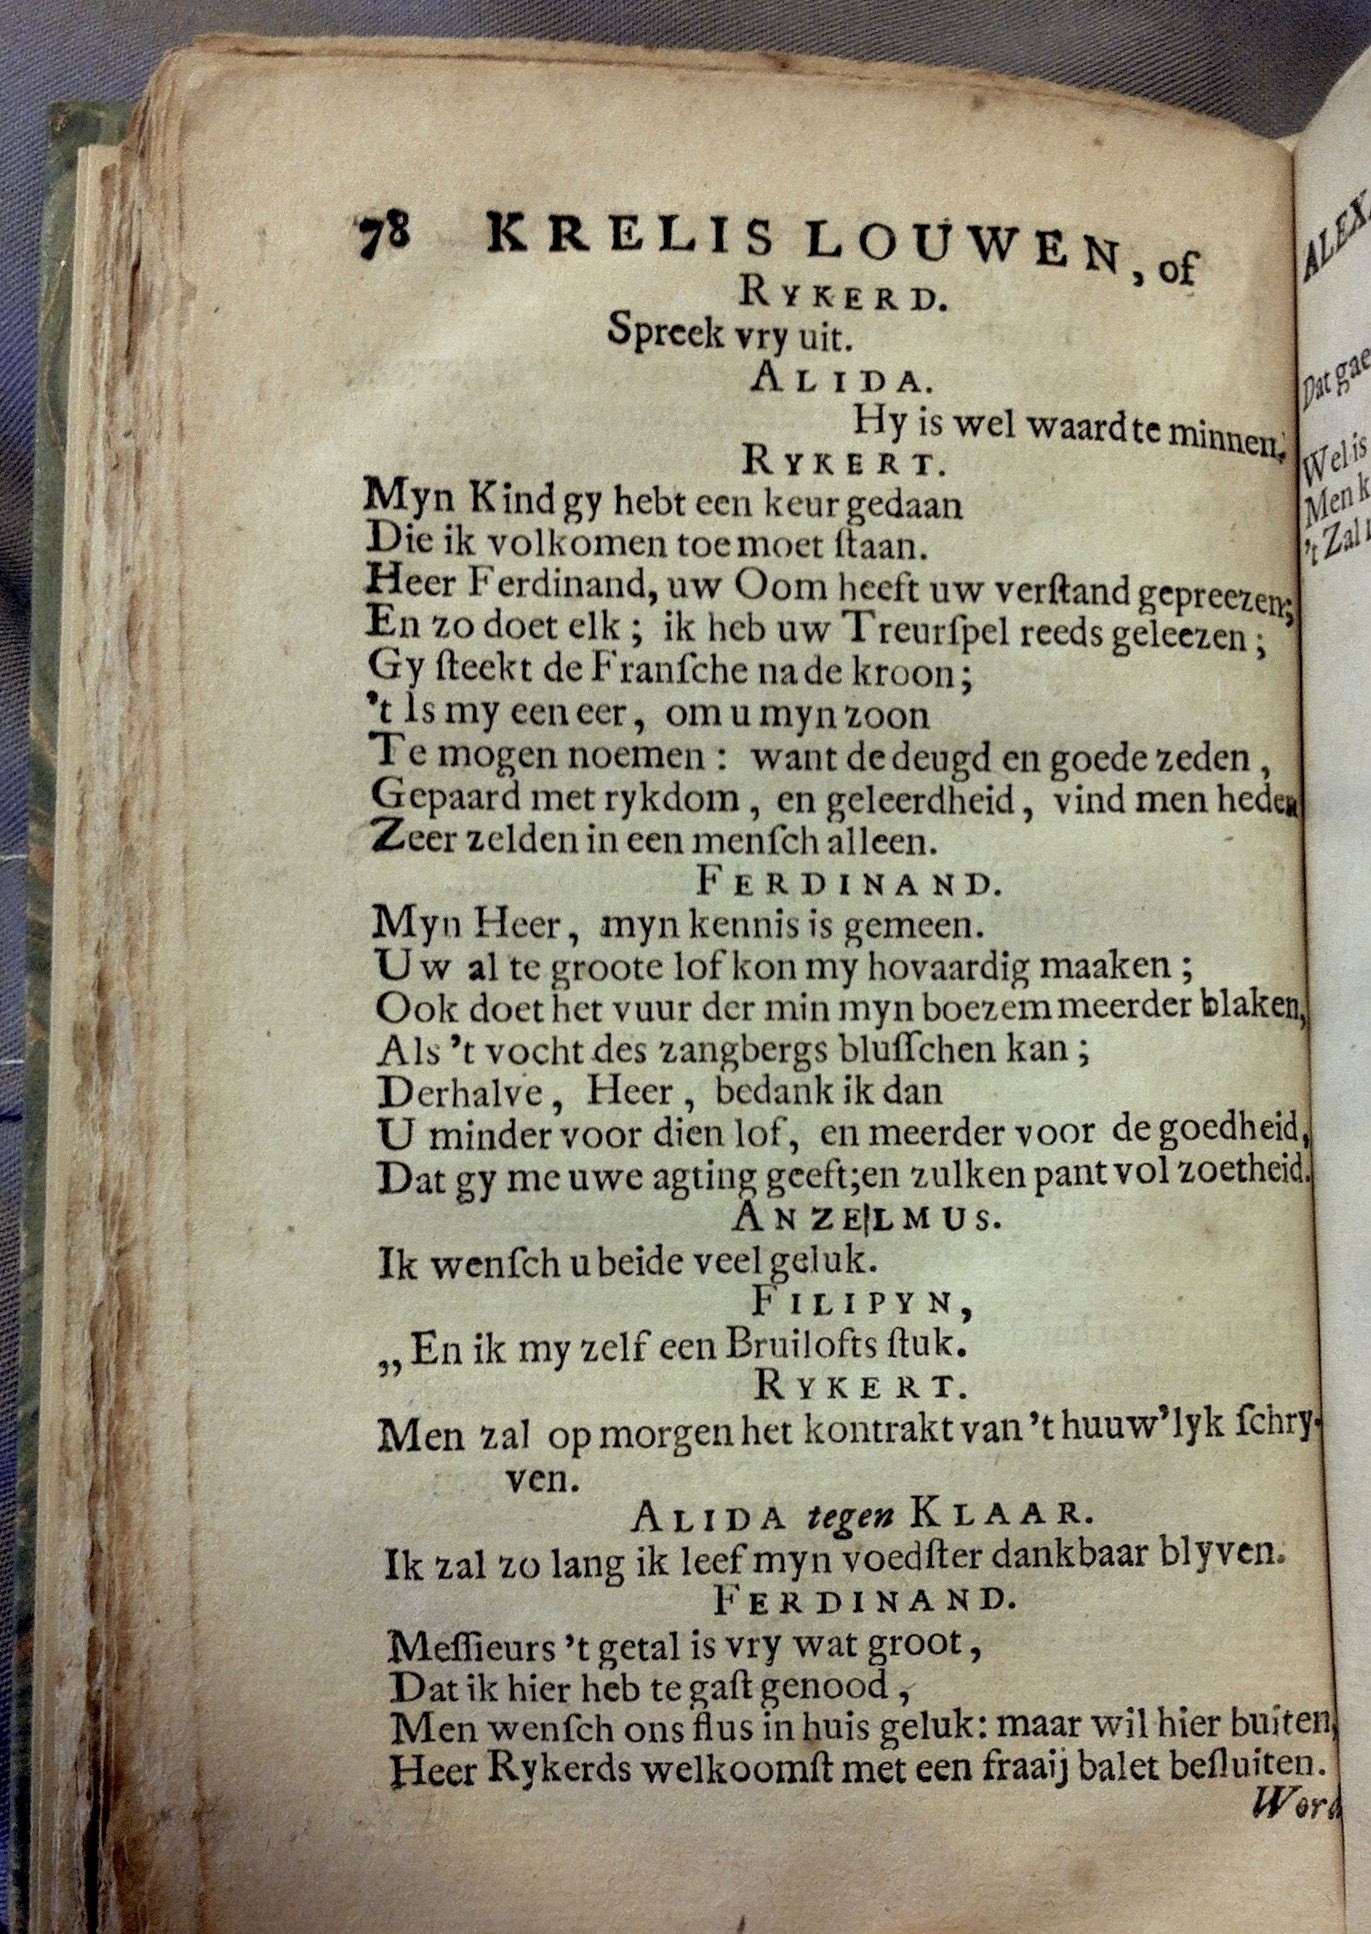 78 KRELIS LOUWEN, of
RYKERD.
Spreek vry uit.
ALIDA.
Hy is wel waard te minnen,
RYKERT.
Myn Kind gy hebt een keur gedaan
Die ik volkomen toe moet ſtaan.
Heer Ferdinand, uw Oom heeft uw verſtand gepreezen;
En zo doet elk; ik heb uw Treurſpel reeds geleezen;
Gy ſteekt de Franſche na de kroon;
't Is my een eer, om u myn zoon
Te mogen noemen: want de deugd en goede zeden,
Gepaard met rykdom, en geleerdheid, vind men heden
Zeer zelden in een menſch alleen.
FERDINAND.
Myn Heer, myn kennis is gemeen.
Uw al te groote lof kon my hovaardig maaken;
Ook doet het vuur der min myn boezem meerder blaken,
Als 't vocht des zangbergs bluſſchen kan;
Derhalve, Heer, bedank ik dan
U minder voor dien lof, en meerder voor de goedheid,
Dat gy me uwe agting geeft; en zulken pant vol zoetheid.
ANZELMUS.
Ik wenſch u beide veel geluk.
FILIPYN,
„En ik my zelf een Bruilofts ſtuk.
RYKERT.
Men zal op morgen het kontrakt van 't huuw'lyk ſchry-
ven.
ALIDA tegen KLAAR.
Ik zal zo lang ik leef myn voedſter dankbaar blyven.
FERDINAND.
Meſſieurs 't getal is vry wat groot,
Dat ik hier heb te gaſt genood,
Men wenſch ons flus in huis geluk: maar wil hier buiten,
Heer Rykerds welkoomſt met een fraaij balet beſluiten.
Word
ALEX
Dat gae
Wel is
Men k
't Zal